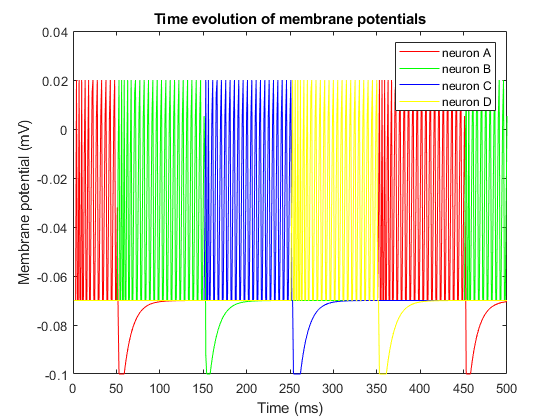 Time evolution of membrane potentials
0.04
0.02
0
-0.02
-0.04
-0.06
-0.08
-0.1
Membrane potential (mV)
neuron A
neuron B
neuron C
neuron D
0 50 100 150 200 250 300 350 400 450 500
Time (ms)